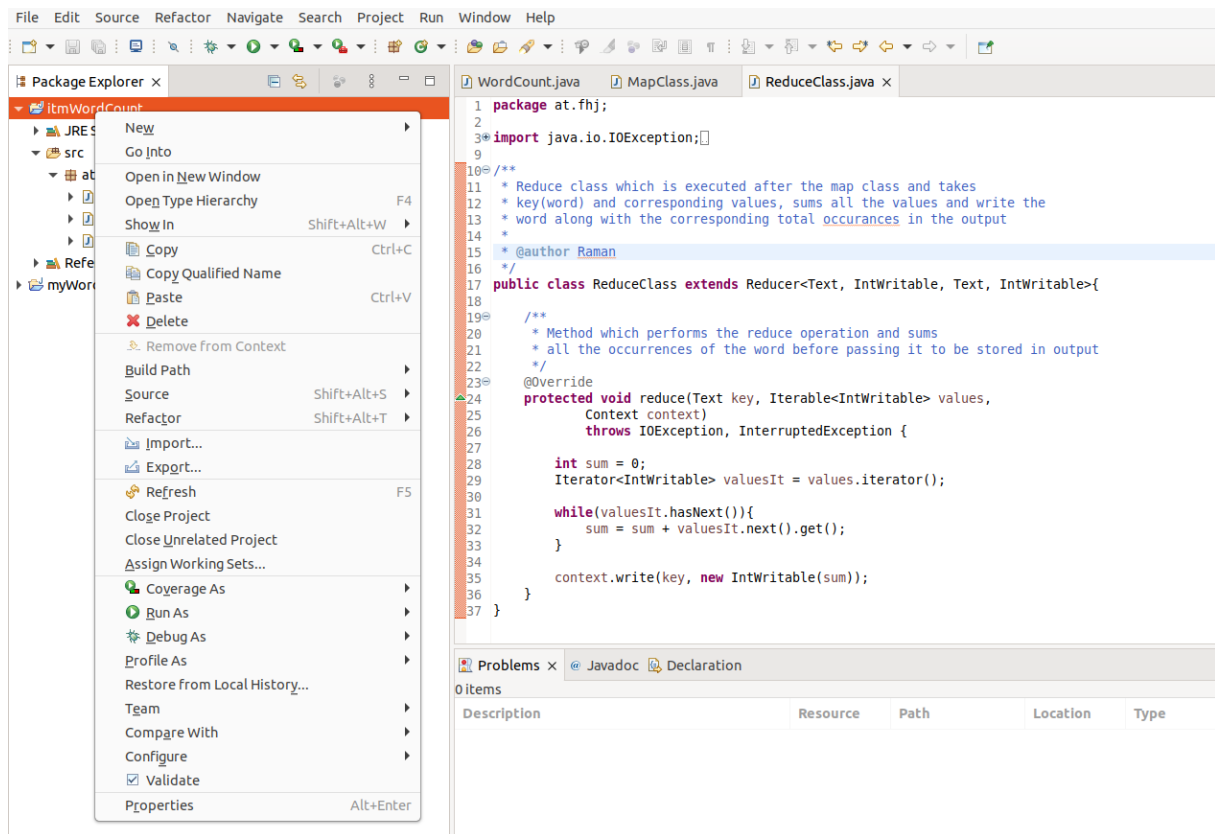 File Edit Source Refactor Navigate Search Project Run Window Help
Package Explorer
itmWordCount
JRE S
src
at
Refe
myWord
New
Go Into
Open in New Window
Open Type Hierarchy F4
Show In Shift+Alt+W
Copy Ctrl+C
Copy Qualified Name
Paste Ctrl+V
Delete
Remove from Context
Build Path
Source Shift+Alt+S
Refactor Shift+Alt+T
Import...
Export...
Refresh F5
Close Project
Close Unrelated Project
Assign Working Sets...
Coverage As
Run As
Debug As
Profile As
Restore from Local History...
Team
Compare With
Configure
Validate
Properties Alt+Enter
WordCount.java MapClass.java ReduceClass.java
1 package at.fhj;
2
3 import java.io.IOException;
9
10 /**
11 * Reduce class which is executed after the map class and takes
12 * key(word) and corresponding values, sums all the values and write the
13 * word along with the corresponding total occurances in the output
14 *
15 * @author Raman
16 */
17 public class ReduceClass extends Reducer<Text, IntWritable, Text, IntWritable>{
18
19 /**
20 * Method which performs the reduce operation and sums
21 * all the occurrences of the word before passing it to be stored in output
22 */
23 @Override
24 protected void reduce(Text key, Iterable<IntWritable> values,
25 Context context)
26 throws IOException, InterruptedException {
27
28 int sum = 0;
29 Iterator<IntWritable> valuesIt = values.iterator();
30
31 while(valuesIt.hasNext()){
32 sum = sum + valuesIt.next().get();
33 }
34
35 context.write(key, new IntWritable(sum));
36 }
37 }
Problems @ Javadoc Declaration
0 items
Description Resource Path Location Type